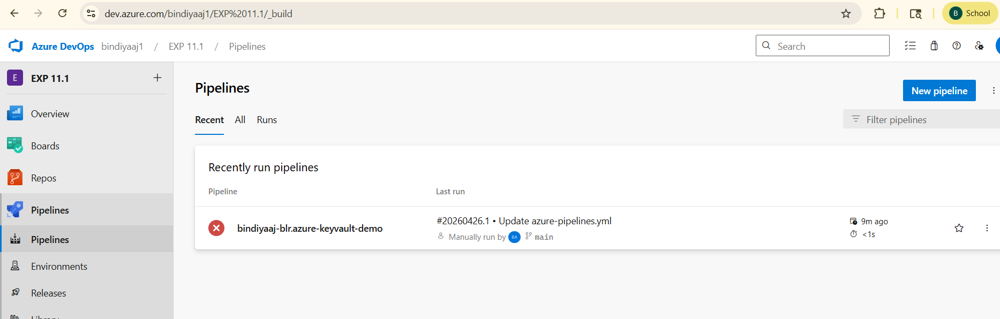 dev.azure.com/bindiyaaj1/EXP%2011.1/_build
B School
Azure DevOps bindiyaaj1 / EXP 11.1 / Pipelines
Search
E EXP 11.1
Overview
Boards
Repos
Pipelines
Pipelines
Environments
Releases
Library
Pipelines
New pipeline
Recent All Runs
Filter pipelines
Recently run pipelines
Pipeline Last run
bindiyaaj-blr.azure-keyvault-demo
#20260426.1 • Update azure-pipelines.yml
Manually run by BA main
9m ago
<1s